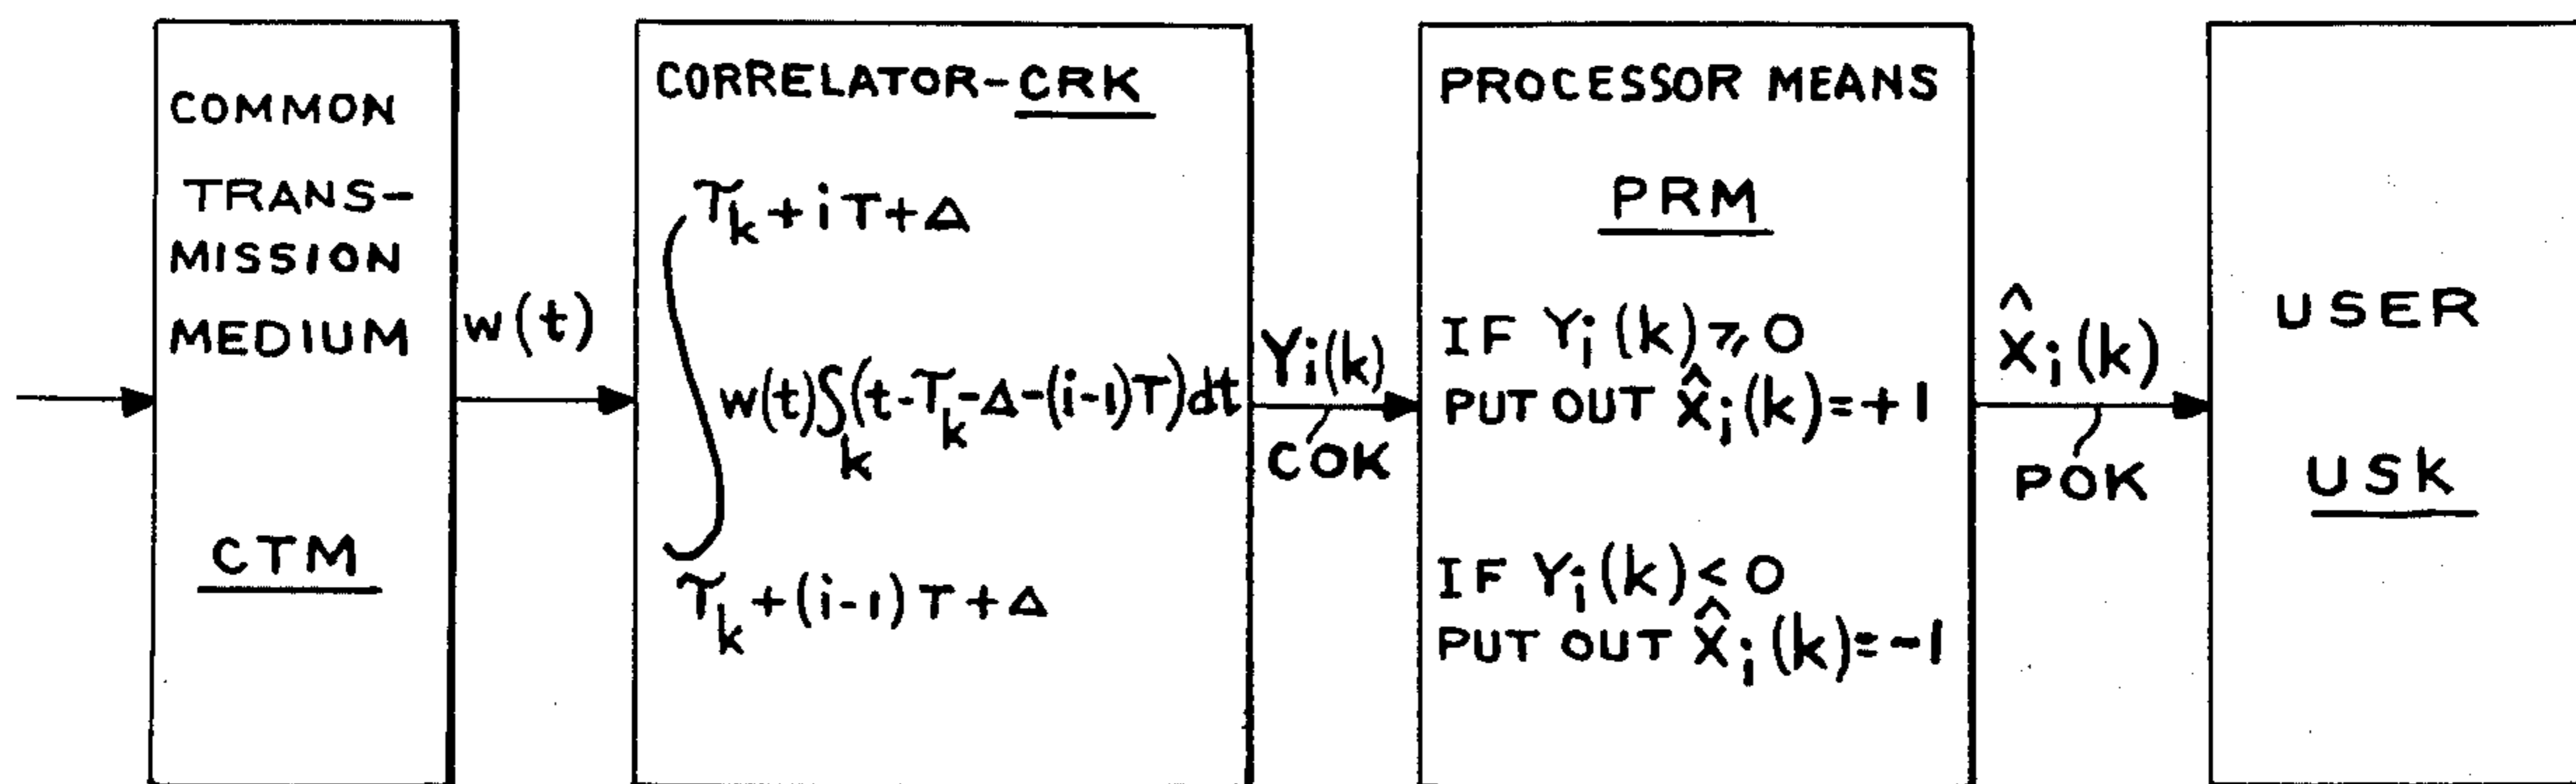 COMMON
TRANS-
MISSION
MEDIUM
CTM
w(t)
CORRELATOR-CRK
τk+iT+Δ
w(t)Sk(t-τk-Δ-(i-1)T)dt
τk+(i-1)T+Δ
Yi(k)
COK
PROCESSOR MEANS
PRM
IF Yi(k)⩾0
PUT OUT X̂i(k)=+1
IF Yi(k)<0
PUT OUT X̂i(k)=-1
X̂i(k)
POK
USER
USK